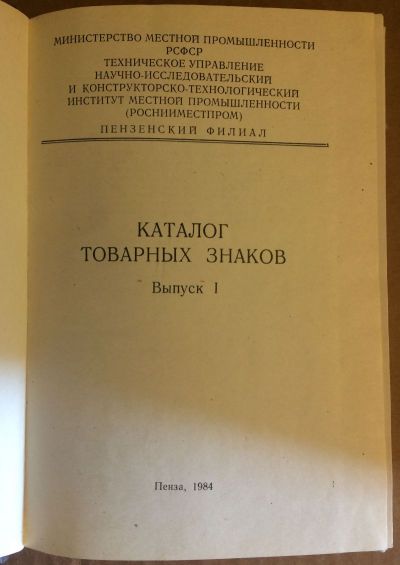 МИНИСТЕРСТВО МЕСТНОЙ ПРОМЫШЛЕННОСТИ
РСФСР
ТЕХНИЧЕСКОЕ УПРАВЛЕНИЕ
НАУЧНО-ИССЛЕДОВАТЕЛЬСКИЙ
И КОНСТРУКТОРСКО-ТЕХНОЛОГИЧЕСКИЙ
ИНСТИТУТ МЕСТНОЙ ПРОМЫШЛЕННОСТИ
(РОСНИИМЕСТПРОМ)
ПЕНЗЕНСКИЙ ФИЛИАЛ
КАТАЛОГ
ТОВАРНЫХ ЗНАКОВ
Выпуск I
Пенза, 1984